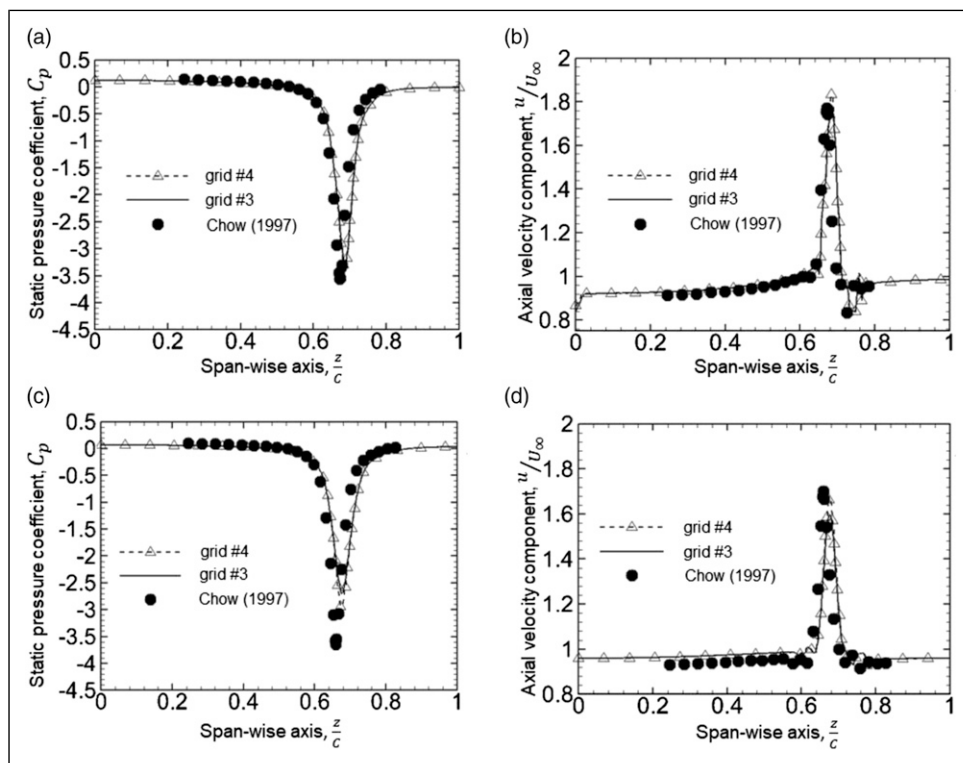 (a)
Static pressure coefficient, C_p
0.5
0
-0.5
-1
-1.5
-2
-2.5
-3
-3.5
-4
-4.5
grid #4
grid #3
Chow (1997)
0 0.2 0.4 0.6 0.8 1
Span-wise axis, z/c
(b)
Axial velocity component, u/υ∞
2
1.8
1.6
1.4
1.2
1
0.8
grid #4
grid #3
Chow (1997)
0 0.2 0.4 0.6 0.8 1
Span-wise axis, z/c
(c)
Static pressure coefficient, C_p
0.5
0
-0.5
-1
-1.5
-2
-2.5
-3
-3.5
-4
-4.5
grid #4
grid #3
Chow (1997)
0 0.2 0.4 0.6 0.8 1
Span-wise axis, z/c
(d)
Axial velocity component, u/υ∞
2
1.8
1.6
1.4
1.2
1
0.8
grid #4
grid #3
Chow (1997)
0 0.2 0.4 0.6 0.8 1
Span-wise axis, z/c